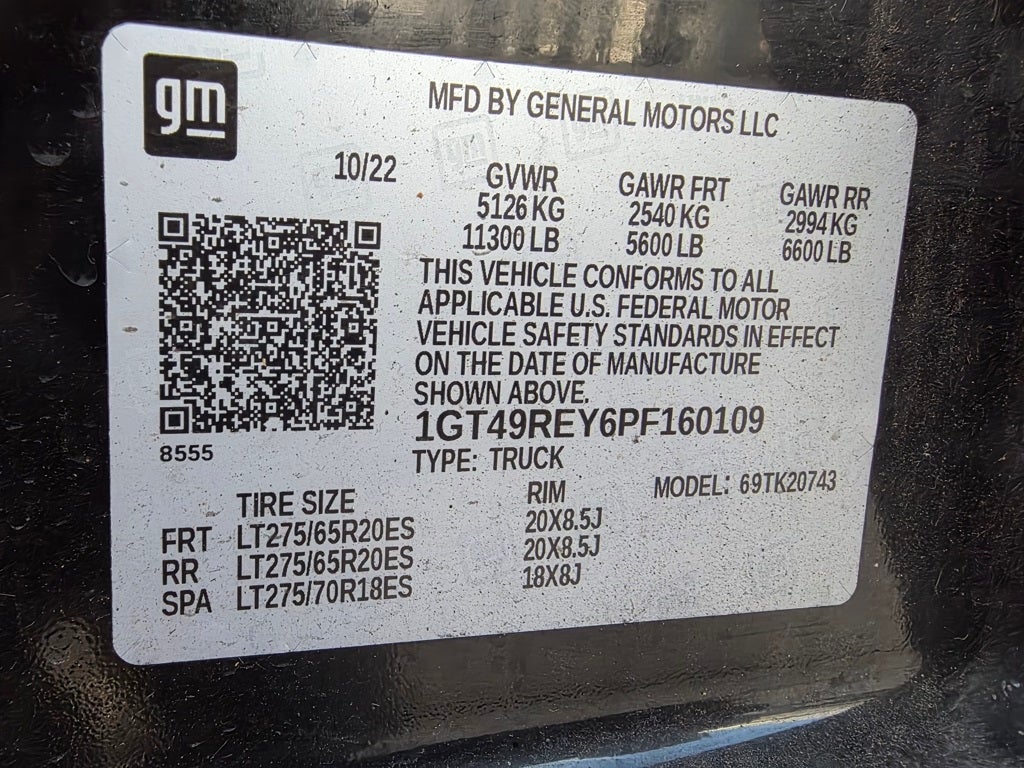 gm
MFD BY GENERAL MOTORS LLC
10/22
GVWR GAWR FRT GAWR RR
5126 KG 2540 KG 2994 KG
11300 LB 5600 LB 6600 LB
THIS VEHICLE CONFORMS TO ALL
APPLICABLE U.S. FEDERAL MOTOR
VEHICLE SAFETY STANDARDS IN EFFECT
ON THE DATE OF MANUFACTURE
SHOWN ABOVE.
1GT49REY6PF160109
8555
TYPE: TRUCK
MODEL: 69TK20743
TIRE SIZE RIM
FRT LT275/65R20ES 20X8.5J
RR LT275/65R20ES 20X8.5J
SPA LT275/70R18ES 18X8J